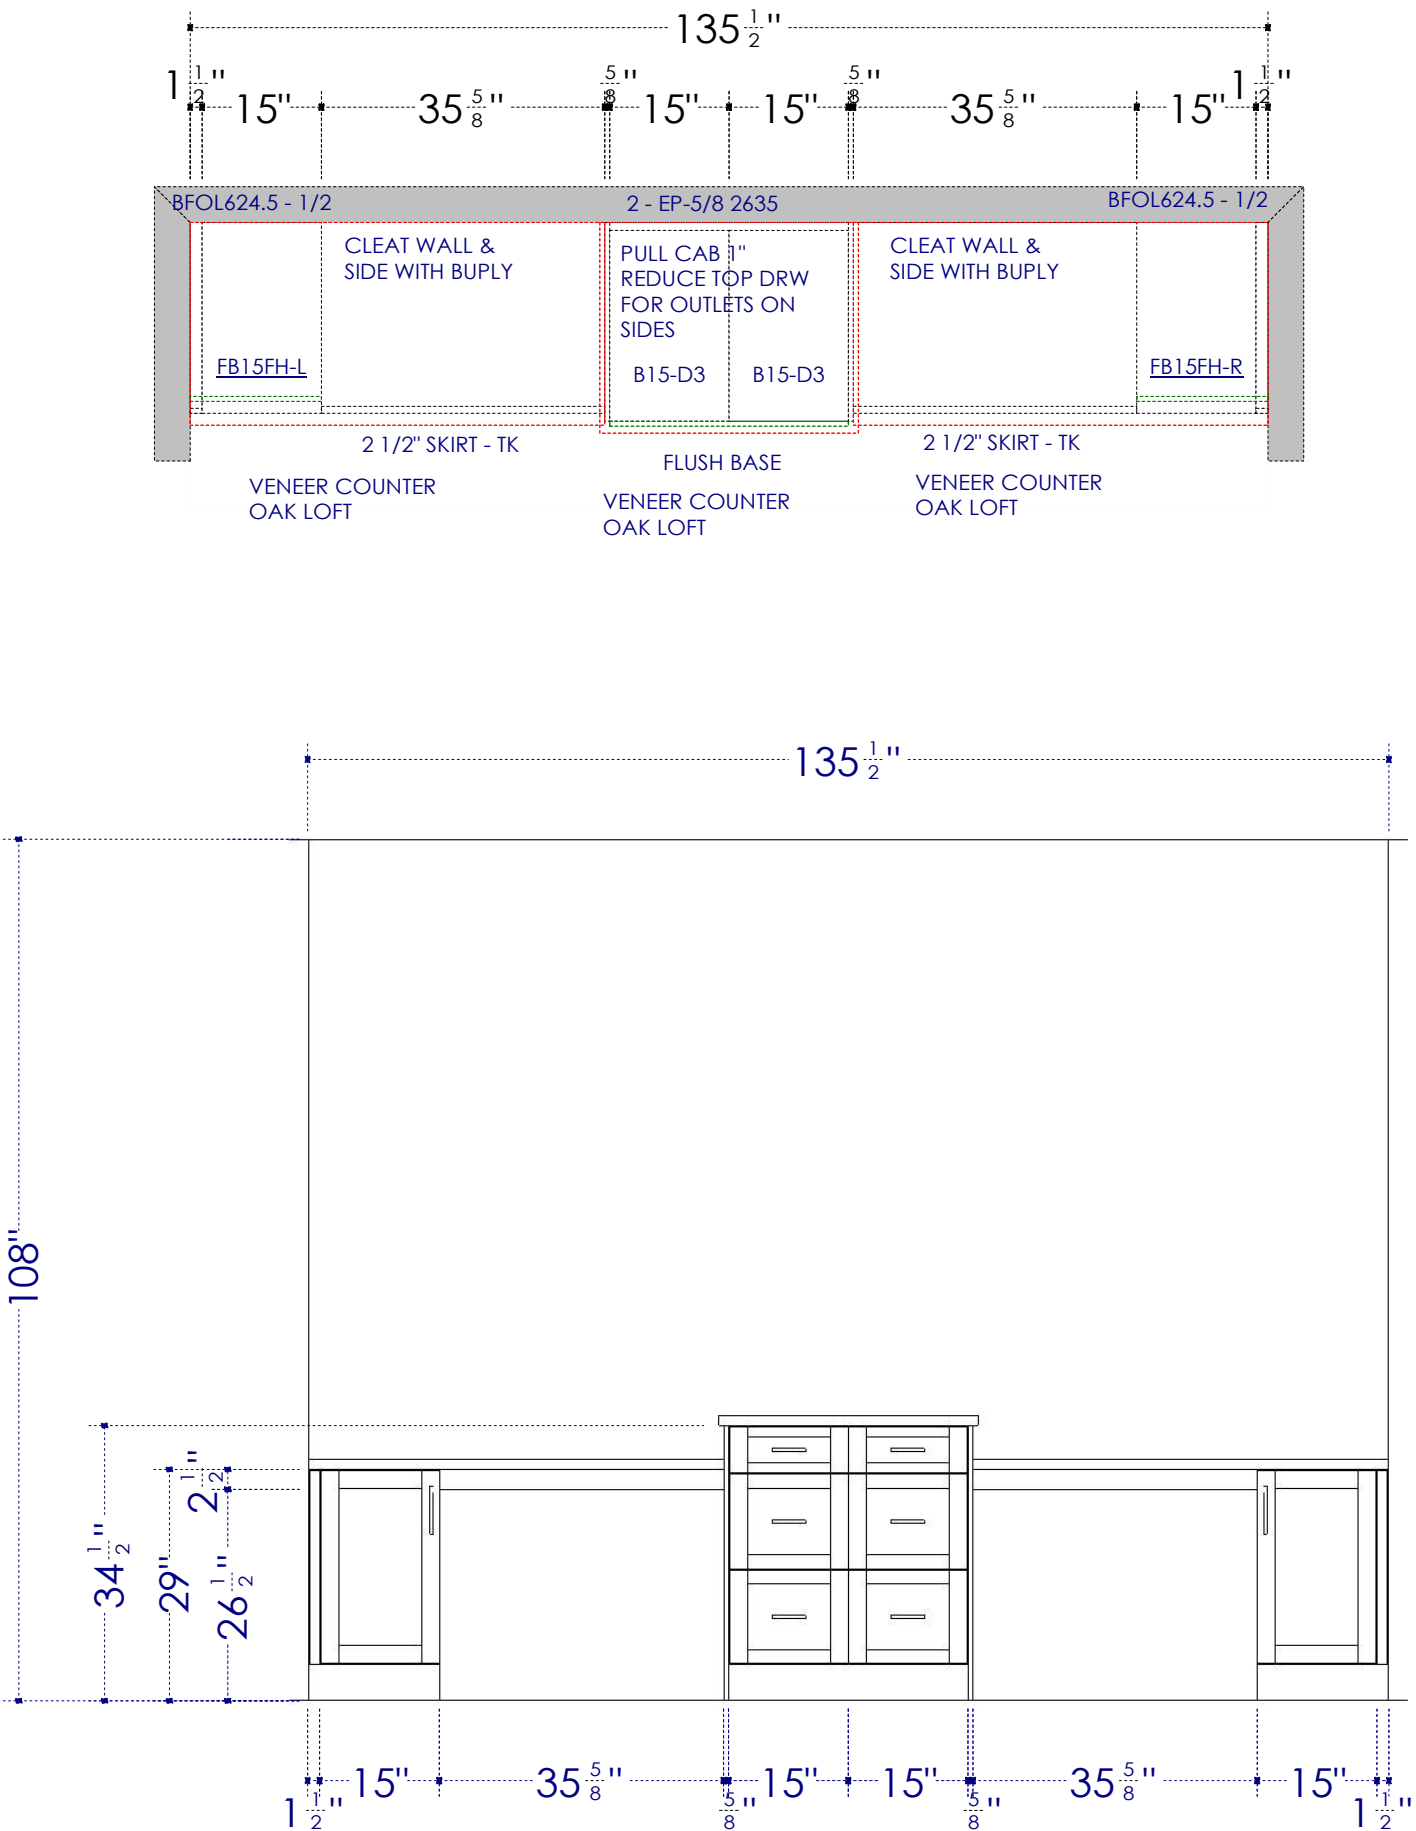 135 1/2"
1 1/2" 15" 35 5/8" 5/8" 15" 15" 5/8" 35 5/8" 15" 1 1/2"
BFOL624.5 - 1/2 2 - EP-5/8 2635 BFOL624.5 - 1/2
CLEAT WALL &
SIDE WITH BUPLY
PULL CAB 1"
REDUCE TOP DRW
FOR OUTLETS ON
SIDES
CLEAT WALL &
SIDE WITH BUPLY
FB15FH-L
B15-D3 B15-D3
FB15FH-R
2 1/2" SKIRT - TK
FLUSH BASE
2 1/2" SKIRT - TK
VENEER COUNTER
OAK LOFT
VENEER COUNTER
OAK LOFT
VENEER COUNTER
OAK LOFT
135 1/2"
108"
34 1/2"
29"
2 1/2"
26 1/2"
1 1/2" 15" 35 5/8" 5/8" 15" 15" 5/8" 35 5/8" 15" 1 1/2"